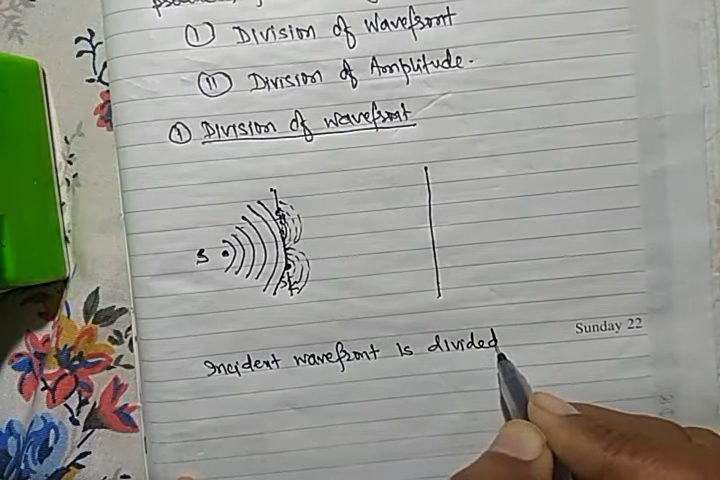 (I) Division of wavefront
(II) Division of Amplitude.
(I) Division of wavefront
S
Sunday 22
Incident wavefront is divided